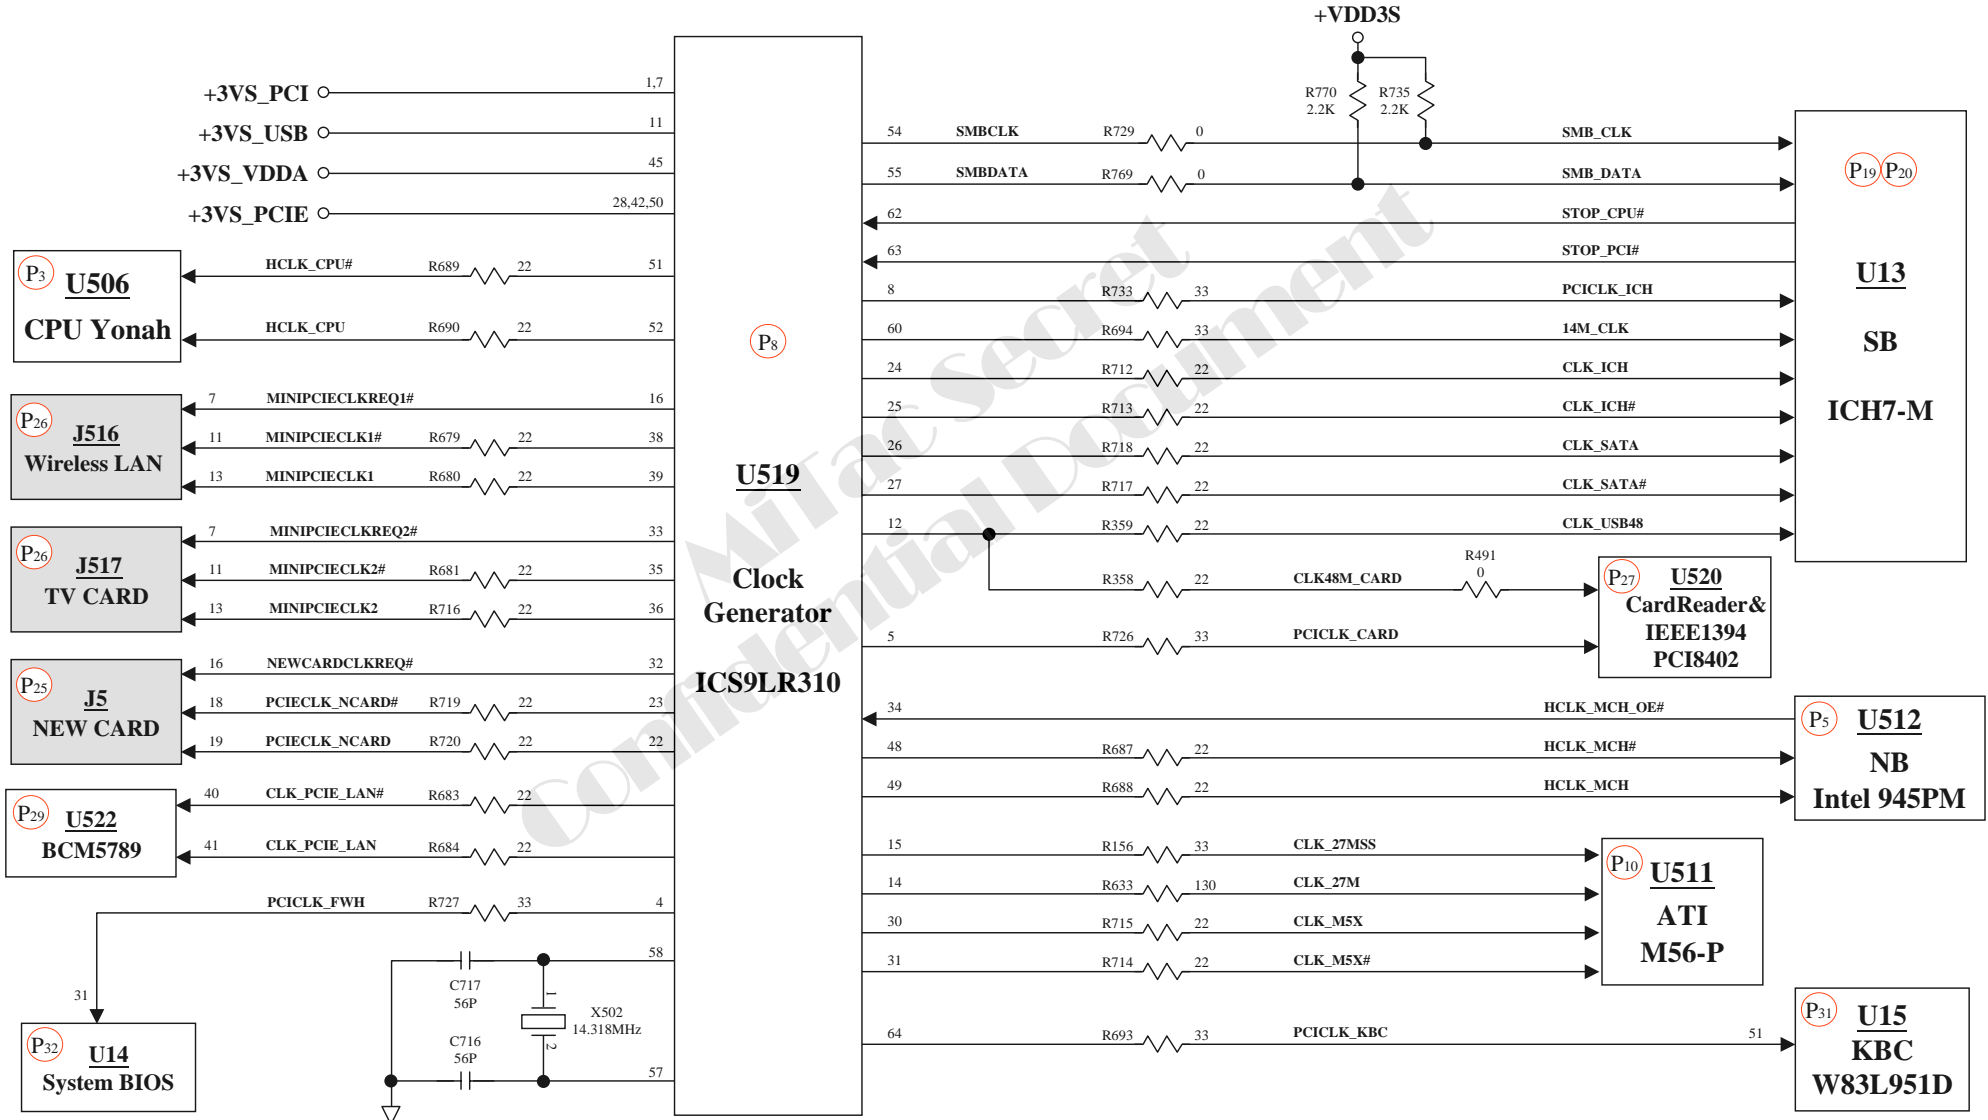 +VDD3S
R770
2.2K
R735
2.2K
+3VS_PCI 1,7
+3VS_USB 11
+3VS_VDDA 45
+3VS_PCIE 28,42,50
P3
U506
CPU Yonah
HCLK_CPU# R689 22 51
HCLK_CPU R690 22 52
P26
J516
Wireless LAN
7 MINIPCIECLKREQ1# 16
11 MINIPCIECLK1# R679 22 38
13 MINIPCIECLK1 R680 22 39
P26
J517
TV CARD
7 MINIPCIECLKREQ2# 33
11 MINIPCIECLK2# R681 22 35
13 MINIPCIECLK2 R716 22 36
P25
J5
NEW CARD
16 NEWCARDCLKREQ# 32
18 PCIECLK_NCARD# R719 22 23
19 PCIECLK_NCARD R720 22 22
P29
U522
BCM5789
40 CLK_PCIE_LAN# R683 22
41 CLK_PCIE_LAN R684 22
PCICLK_FWH R727 33 4
31
P32
U14
System BIOS
58
C717
56P
1
X502
14.318MHz
2
C716
56P
57
P8
U519
Clock
Generator
ICS9LR310
54 SMBCLK R729 0 SMB_CLK
55 SMBDATA R769 0 SMB_DATA
62 STOP_CPU#
63 STOP_PCI#
8 R733 33 PCICLK_ICH
60 R694 33 14M_CLK
24 R712 22 CLK_ICH
25 R713 22 CLK_ICH#
26 R718 22 CLK_SATA
27 R717 22 CLK_SATA#
12 R359 22 CLK_USB48
P19 P20
U13
SB
ICH7-M
R358 22 CLK48M_CARD R491 0
5 R726 33 PCICLK_CARD
P27
U520
CardReader&
IEEE1394
PCI8402
34 HCLK_MCH_OE#
48 R687 22 HCLK_MCH#
49 R688 22 HCLK_MCH
P5
U512
NB
Intel 945PM
15 R156 33 CLK_27MSS
14 R633 130 CLK_27M
30 R715 22 CLK_M5X
31 R714 22 CLK_M5X#
P10
U511
ATI
M56-P
64 R693 33 PCICLK_KBC 51
P31
U15
KBC
W83L951D
MiTac Secret
Confidential Document